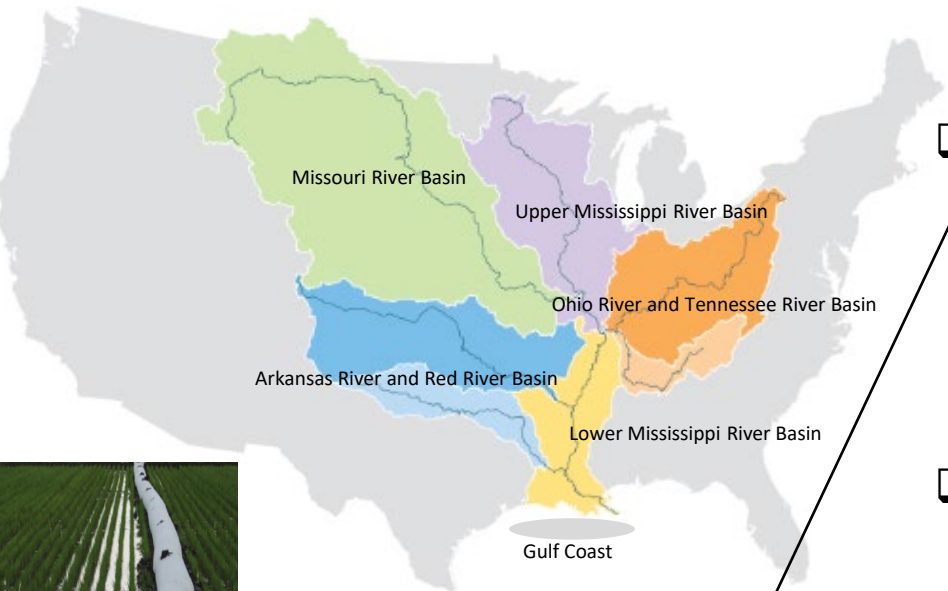 Missouri River Basin
Upper Mississippi River Basin
Ohio River and Tennessee River Basin
Arkansas River and Red River Basin
Lower Mississippi River Basin
Gulf Coast